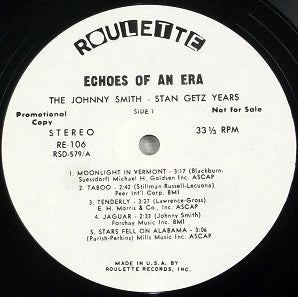 ROULETTE
ECHOES OF AN ERA
THE JOHNNY SMITH - STAN GETZ YEARS
SIDE 1
Promotional Copy
Not for Sale
STEREO
33 1/3 RPM
RE-106
RSD-579/A
1. MOONLIGHT IN VERMONT - 3:17 (Blackburn-
Suessdorf) Michael H. Goldsen Inc. ASCAP
2. TABOO - 2:42 (Stillman-Russell-Lecuona)
Peer Int'l Corp. BMI
3. TENDERLY - 3:27 (Lawrence-Gross)
E. H. Morris & Co., Inc. ASCAP
4. JAGUAR - 2:33 (Johnny Smith)
Forshay Music Inc. BMI
5. STARS FELL ON ALABAMA - 3:06
(Parish-Perkins) Mills Music Inc. ASCAP
MADE IN U.S.A. BY
ROULETTE RECORDS, INC.